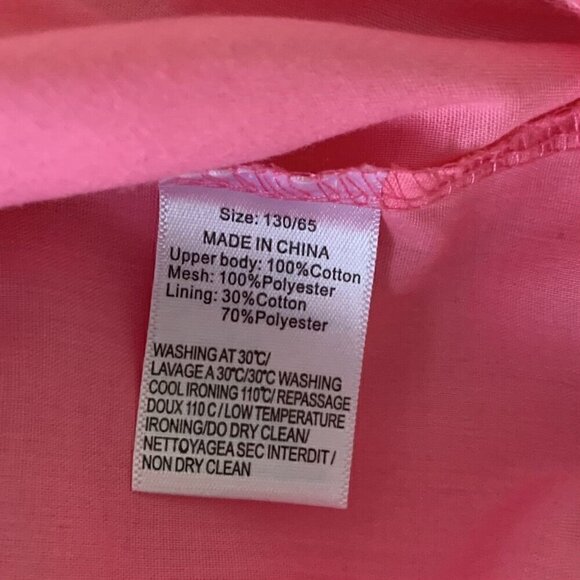 Size: 130/65
MADE IN CHINA
Upper body: 100%Cotton
Mesh: 100%Polyester
Lining: 30%Cotton
70%Polyester
WASHING AT 30℃/
LAVAGE A 30℃/30℃ WASHING
COOL IRONING 110℃/ REPASSAGE
DOUX 110 C / LOW TEMPERATURE
IRONING/DO DRY CLEAN/
NETTOYAGEA SEC INTERDIT /
NON DRY CLEAN